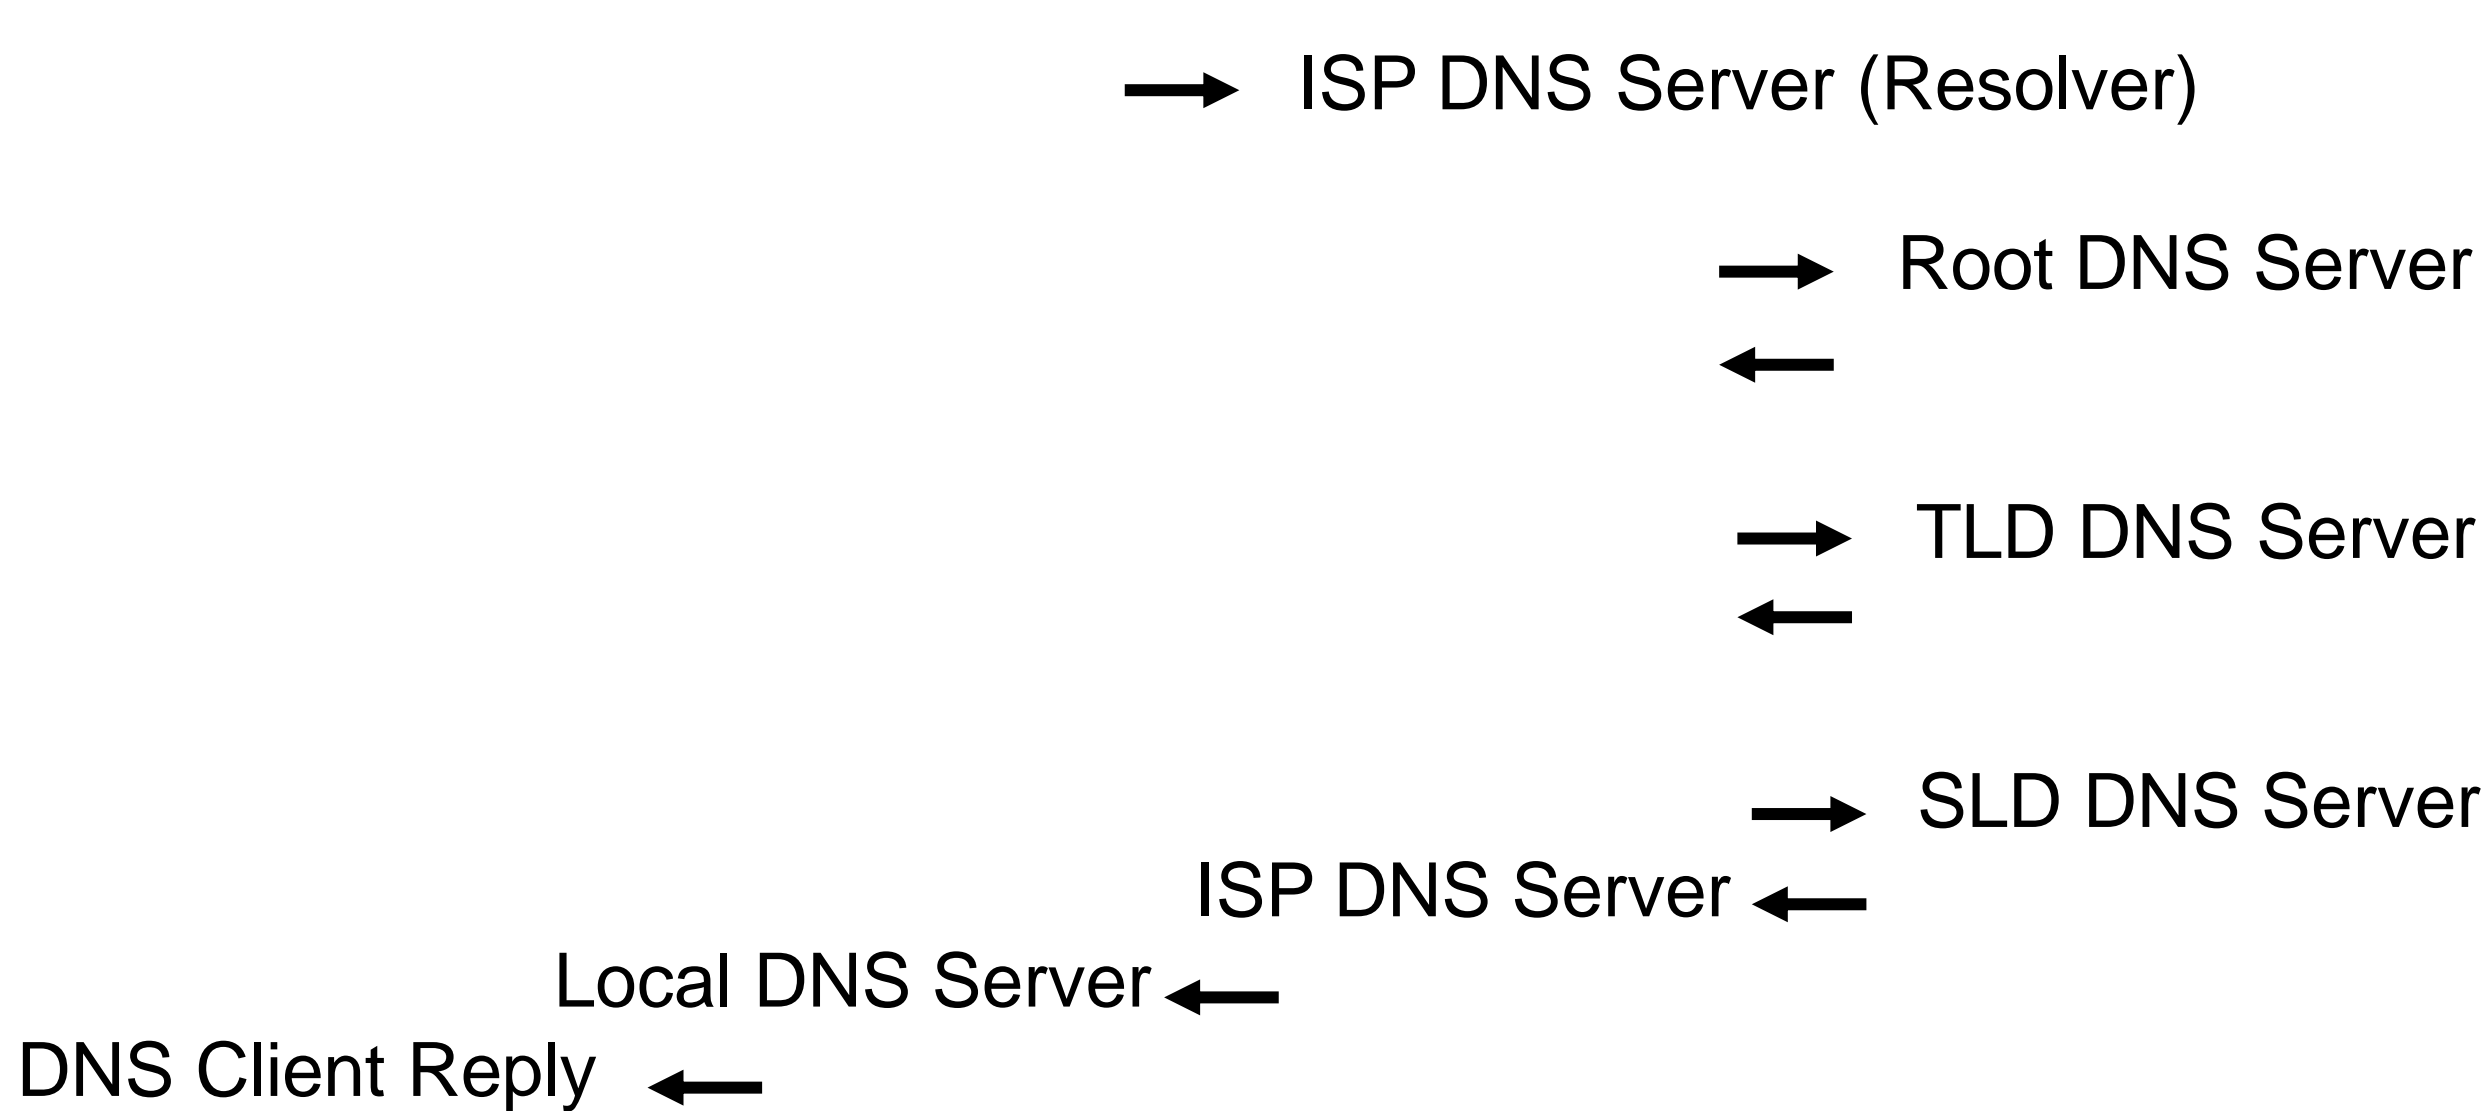 ISP DNS Server (Resolver)
Root DNS Server
TLD DNS Server
SLD DNS Server
ISP DNS Server
Local DNS Server
DNS Client Reply